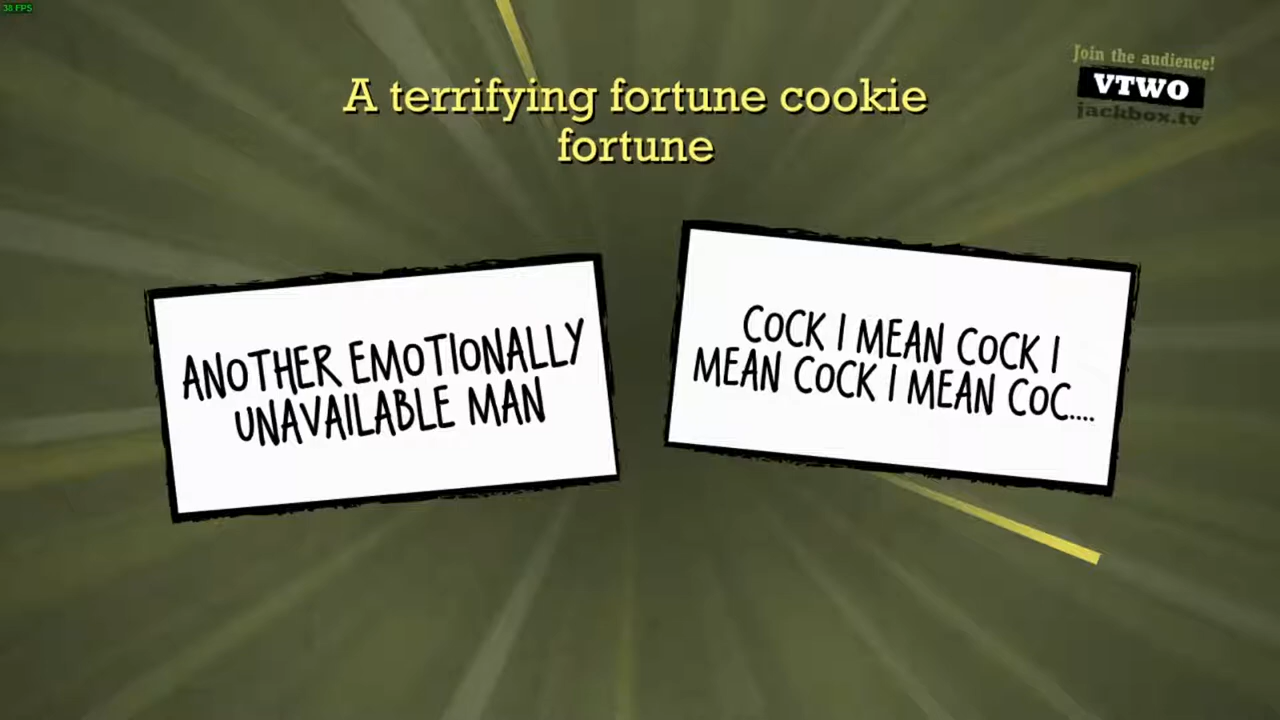 38 FPS
Join the audience!
VTWO
jackbox.tv
A terrifying fortune cookie
fortune
ANOTHER EMOTIONALLY
UNAVAILABLE MAN
COCK I MEAN COCK I
MEAN COCK I MEAN COC....